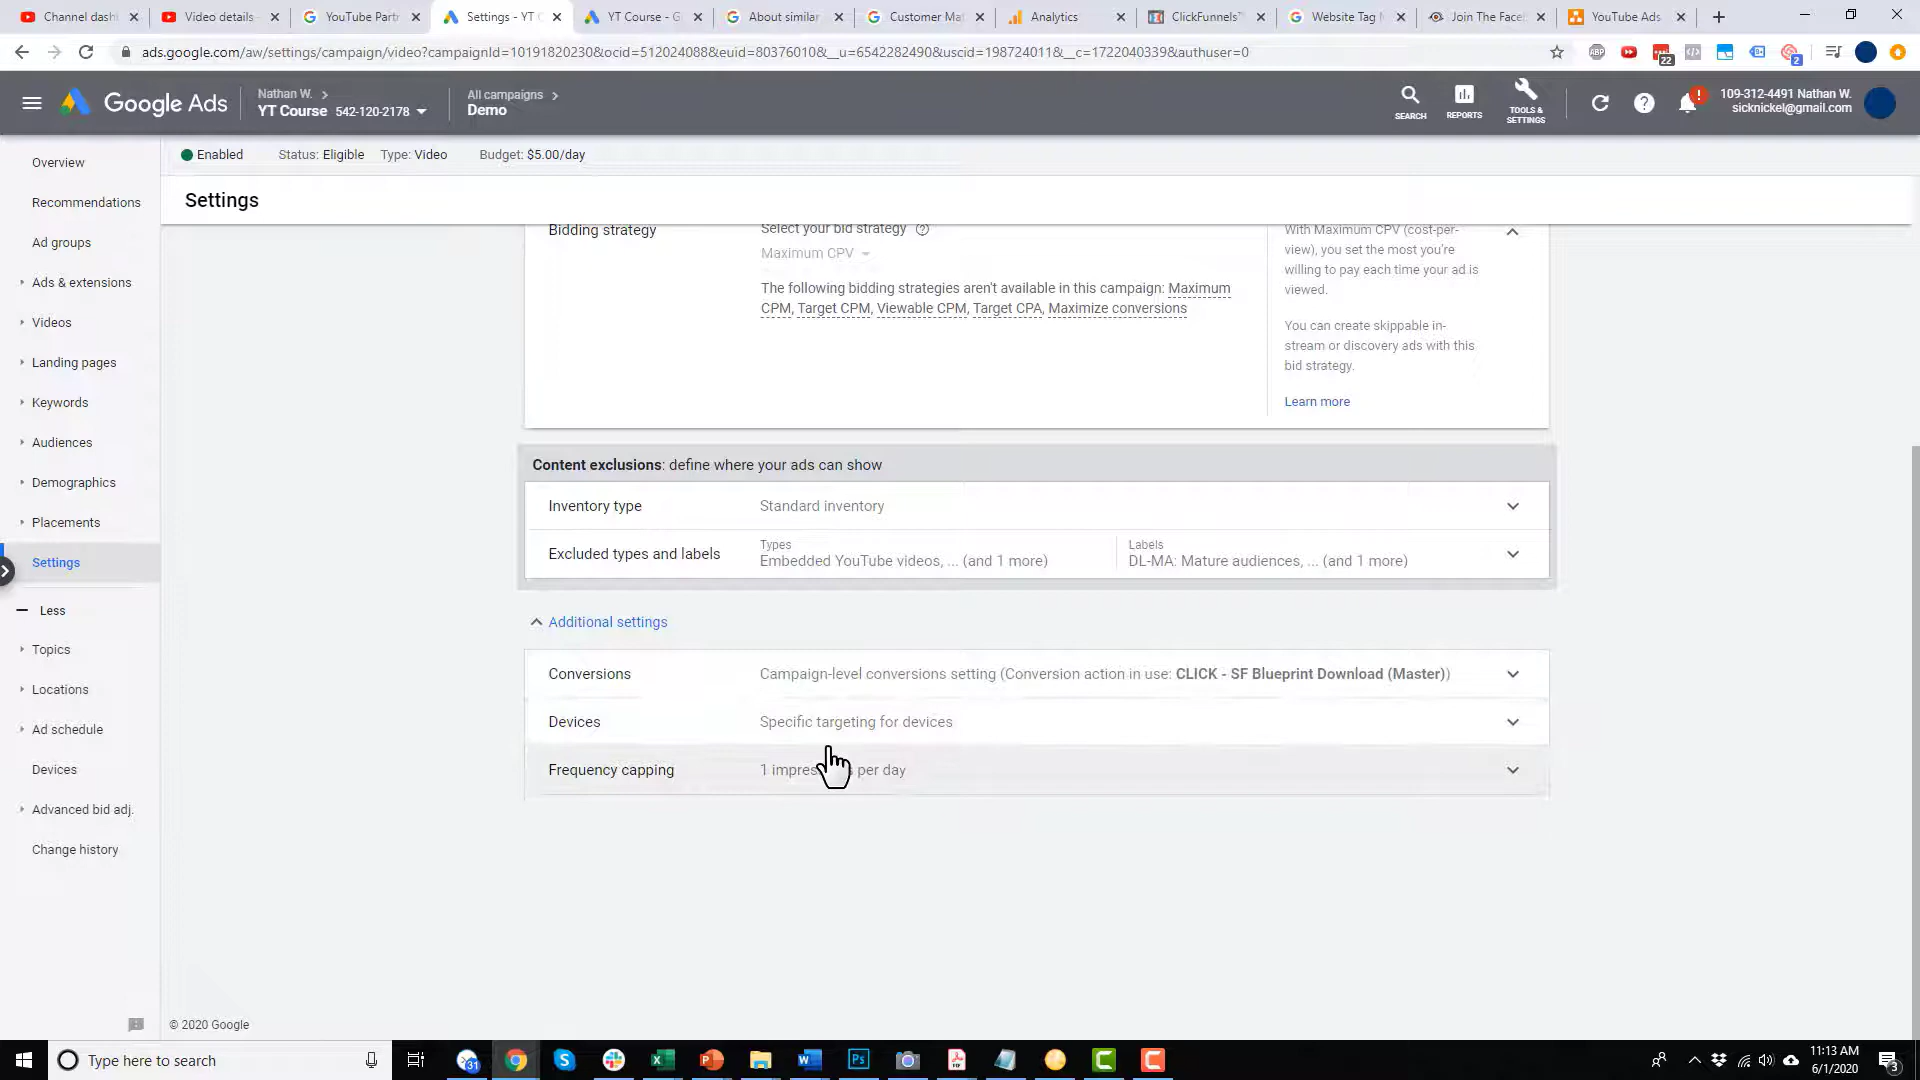 Channel dash
Video details
YouTube Partn
Settings - YT C
YT Course - G
About similar
Customer Mat
Analytics
ClickFunnels™
Website Tag M
Join The Face
YouTube Ads
ads.google.com/aw/settings/campaign/video?campaignId=10191820230&ocid=512024088&euid=80376010&__u=6542282490&uscid=198724011&__c=1722040339&authuser=0
ABP
22
2
Google Ads
Nathan W.
YT Course 542-120-2178
All campaigns
Demo
SEARCH
REPORTS
TOOLS &
SETTINGS
109-312-4491 Nathan W.
sicknickel@gmail.com
Enabled Status: Eligible Type: Video Budget: $5.00/day
Settings
Overview
Recommendations
Ad groups
Ads & extensions
Videos
Landing pages
Keywords
Audiences
Demographics
Placements
Settings
Less
Topics
Locations
Ad schedule
Devices
Advanced bid adj.
Change history
Bidding strategy
Select your bid strategy
Maximum CPV
The following bidding strategies aren't available in this campaign: Maximum
CPM, Target CPM, Viewable CPM, Target CPA, Maximize conversions
With Maximum CPV (cost-per-
view), you set the most you're
willing to pay each time your ad is
viewed.
You can create skippable in-
stream or discovery ads with this
bid strategy.
Learn more
Content exclusions: define where your ads can show
Inventory type Standard inventory
Excluded types and labels
Types
Embedded YouTube videos, ... (and 1 more)
Labels
DL-MA: Mature audiences, ... (and 1 more)
Additional settings
Conversions Campaign-level conversions setting (Conversion action in use: CLICK - SF Blueprint Download (Master))
Devices Specific targeting for devices
Frequency capping 1 impres s per day
© 2020 Google
Type here to search
31
11:13 AM
6/1/2020
3